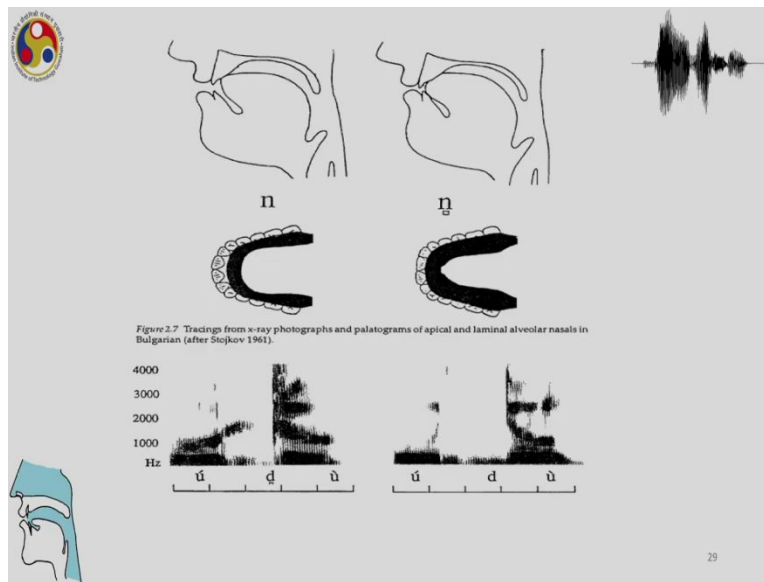 n n̻
Figure 2.7 Tracings from x-ray photographs and palatograms of apical and laminal alveolar nasals in
Bulgarian (after Stojkov 1961).
4000
3000
2000
1000
Hz
ú d̪ ù ú d ù
29